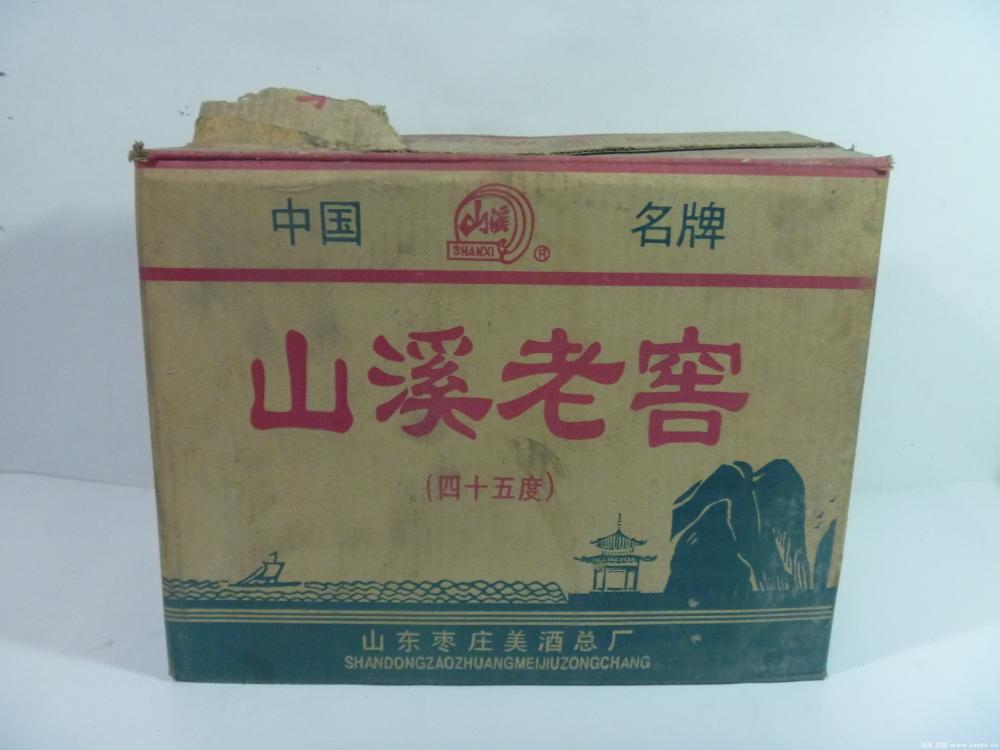 中国 山溪 名牌
SHANXI ®
山溪老窖
(四十五度)
山东枣庄美酒总厂
SHANDONGZAOZHUANGMEIJIUZONGCHANG